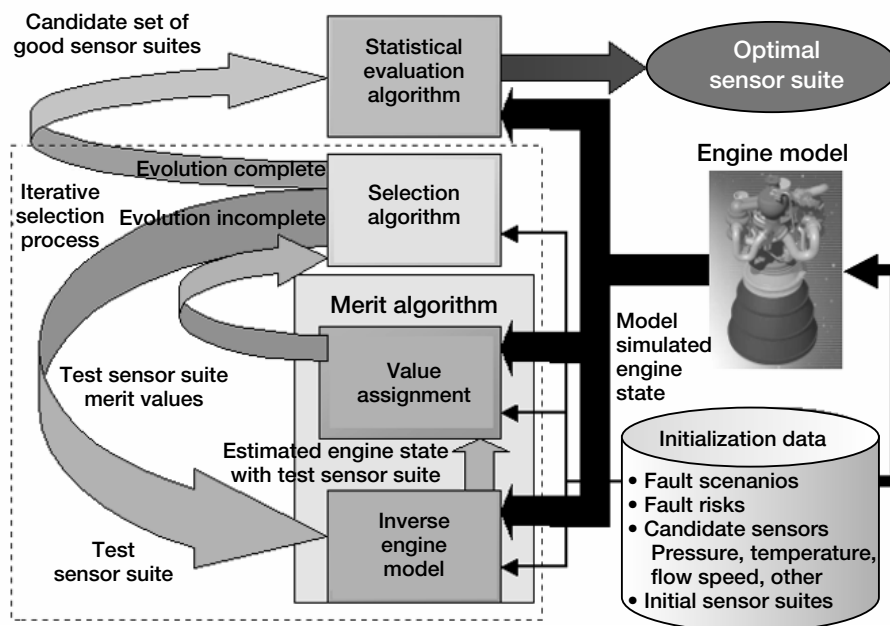 Candidate set of
good sensor suites
Statistical
evaluation
algorithm
Optimal
sensor suite
Evolution complete
Iterative
selection
process
Evolution incomplete
Selection
algorithm
Engine model
Merit algorithm
Value
assignment
Model
simulated
engine
state
Test sensor suite
merit values
Estimated engine state
with test sensor suite
Inverse
engine
model
Test
sensor suite
Initialization data
• Fault scenanios
• Fault risks
• Candidate sensors
Pressure, temperature,
flow speed, other
• Initial sensor suites